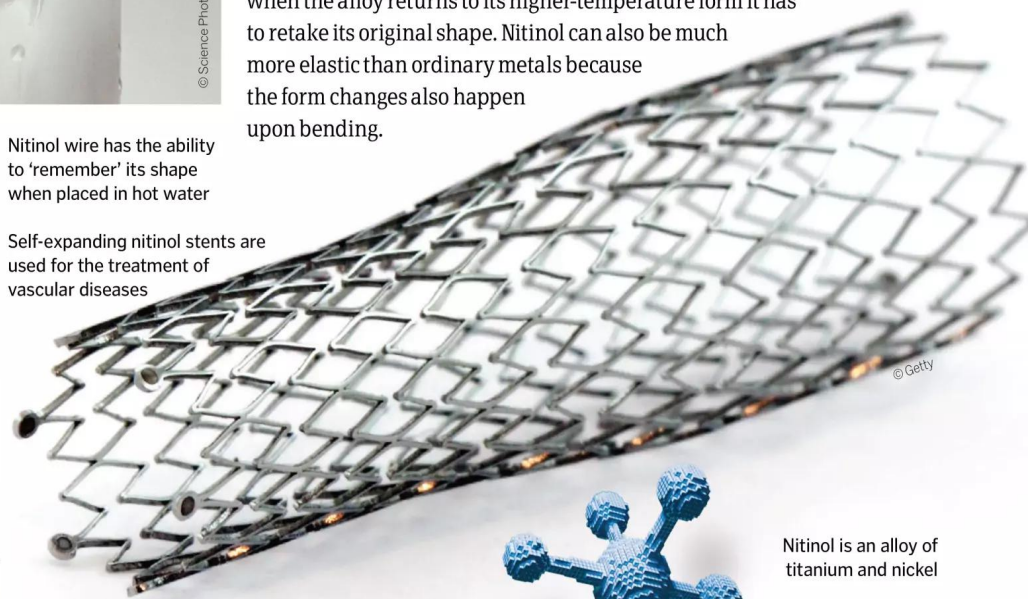 when the alloy returns to its higher-temperature form it has
to retake its original shape. Nitinol can also be much
more elastic than ordinary metals because
the form changes also happen
upon bending.
© Science Phot
Nitinol wire has the ability
to ‘remember’ its shape
when placed in hot water
Self-expanding nitinol stents are
used for the treatment of
vascular diseases
© Getty
Nitinol is an alloy of
titanium and nickel